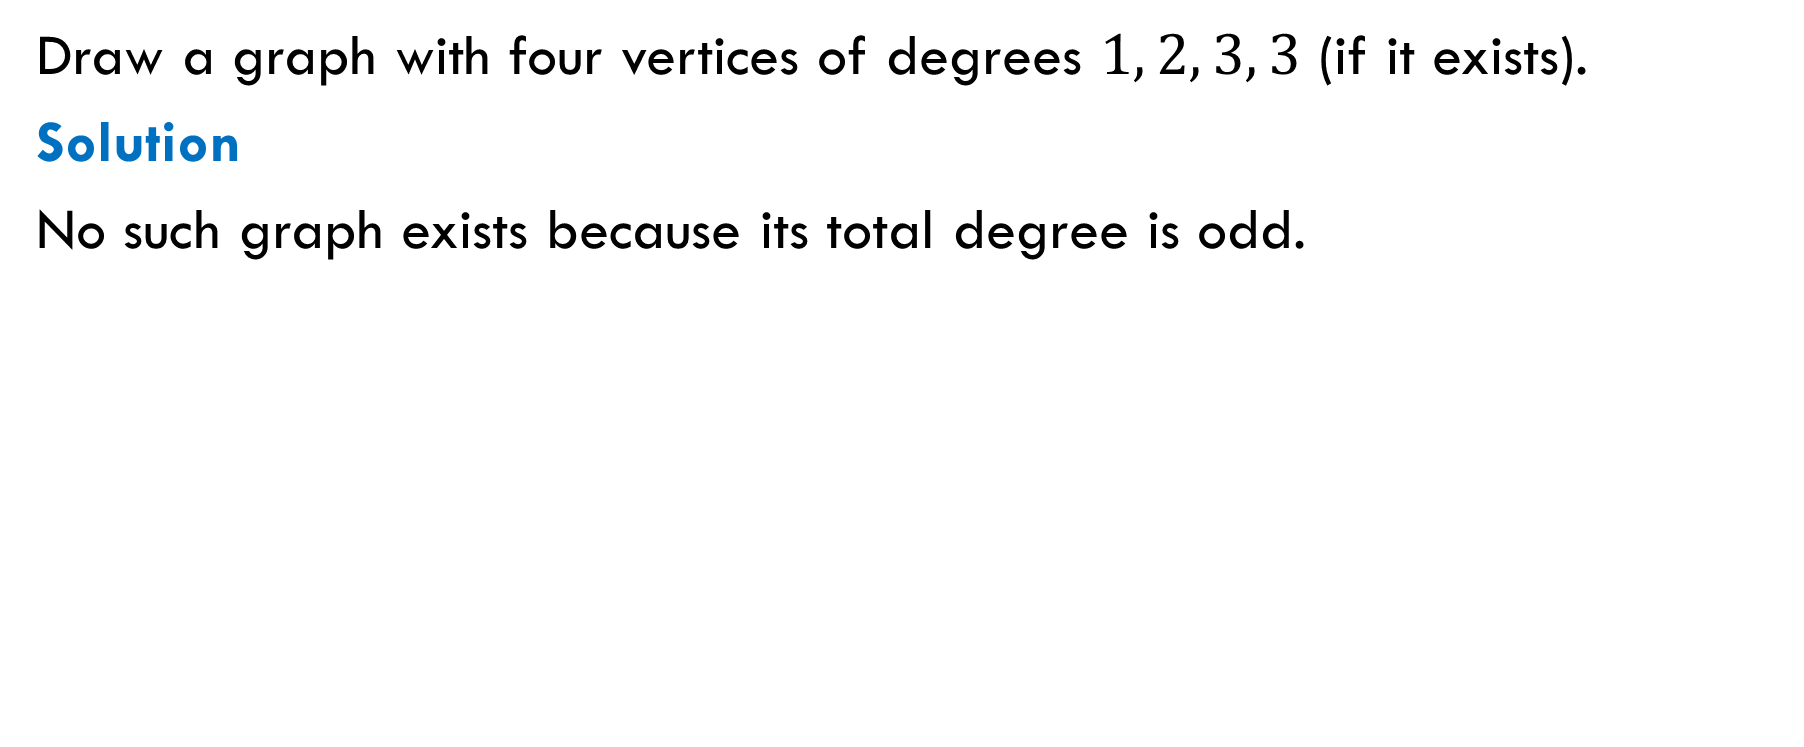 Draw a graph with four vertices of degrees 1, 2, 3, 3 (if it exists).
Solution
No such graph exists because its total degree is odd.